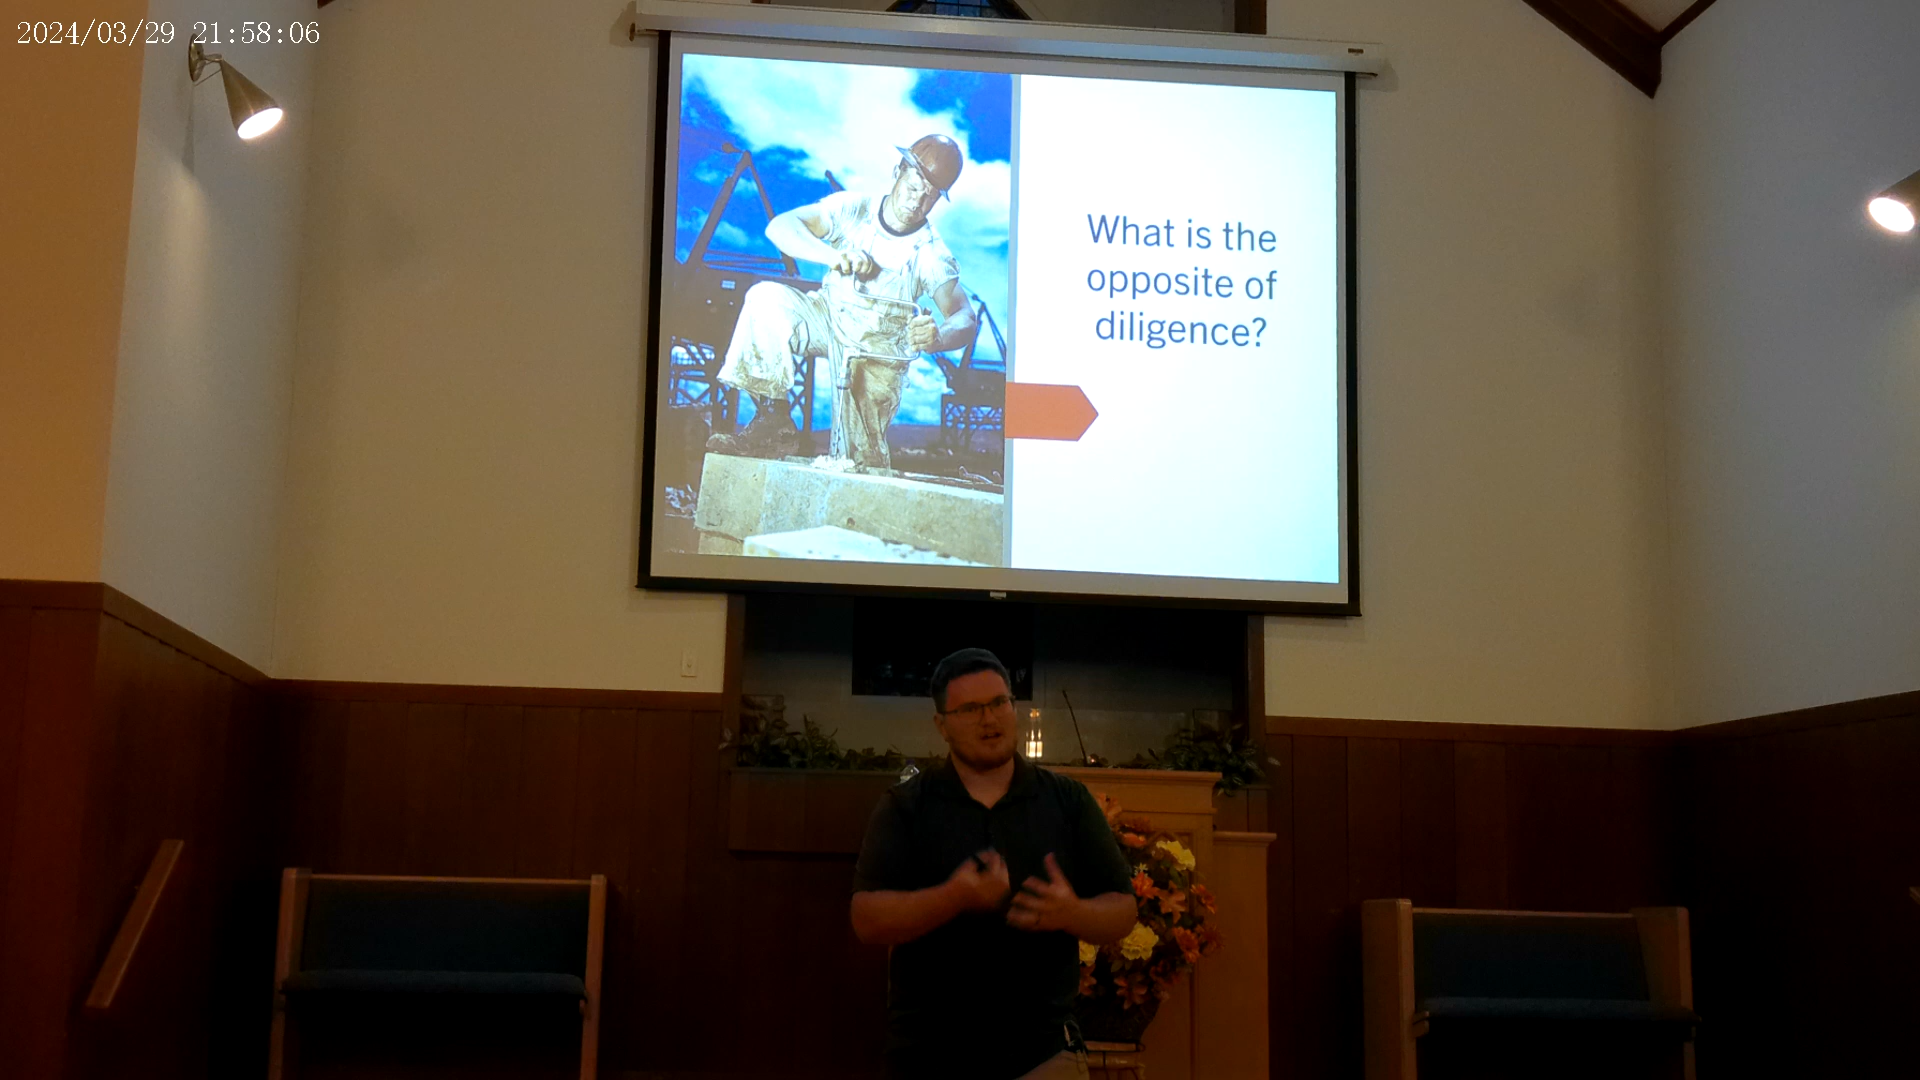 2024/03/29 21:58:06
What is the
opposite of
diligence?